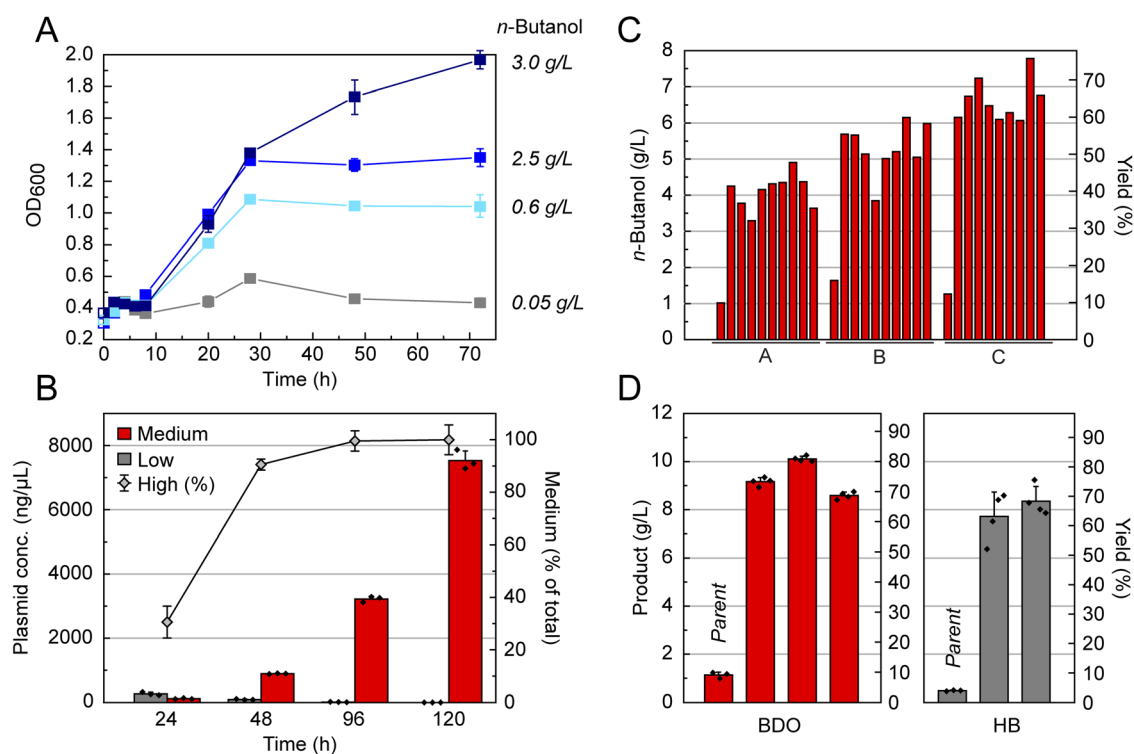 A
n-Butanol
2.0
1.8
1.6
1.4
1.2
1.0
0.8
0.6
0.4
0.2
OD600
3.0 g/L
2.5 g/L
0.6 g/L
0.05 g/L
0 10 20 30 40 50 60 70
Time (h)
B
8000
6000
4000
3000
2000
0
Plasmid conc. (ng/µL)
Medium
Low
High (%)
100
80
60
40
20
0
Medium (% of total)
24 48 96 120
Time (h)
C
8
7
6
5
4
3
2
1
0
n-Butanol (g/L)
70
60
50
40
30
20
10
0
Yield (%)
A B C
D
12
10
8
6
4
2
0
Product (g/L)
Parent
90
80
70
60
50
40
30
20
10
0
BDO
Parent
90
80
70
60
50
40
30
20
10
0
Yield (%)
HB